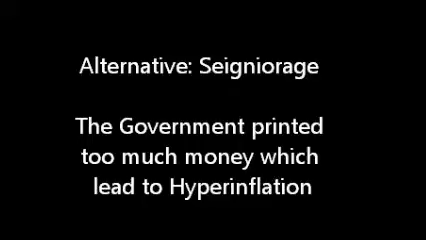 Alternative: Seigniorage
The Government printed
too much money which
lead to Hyperinflation